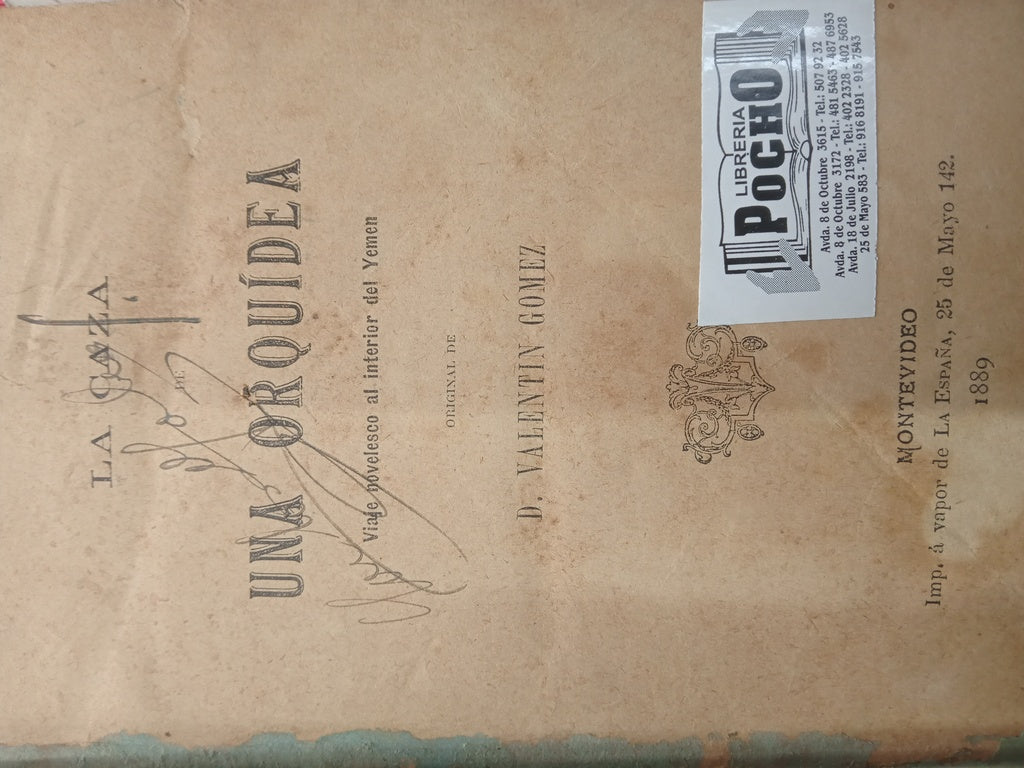 LA CAZA
DE
UNA ORQUÍDEA
Viaje novelesco al interior del Yemen
ORIGINAL DE
D. VALENTIN GOMEZ
LIBRERIA
POCHO
Avda. 8 de Octubre 3615 - Tel.: 507 92 32
Avda. 8 de Octubre 3172 - Tel.: 481 5463 - 487 6953
Avda. 18 de Julio 2198 - Tel.: 402 2328 - 402 5628
25 de Mayo 583 - Tel.: 916 8191 - 915 7543
MONTEVIDEO
Imp. á vapor de LA ESPAÑA, 25 de Mayo 142.
1889